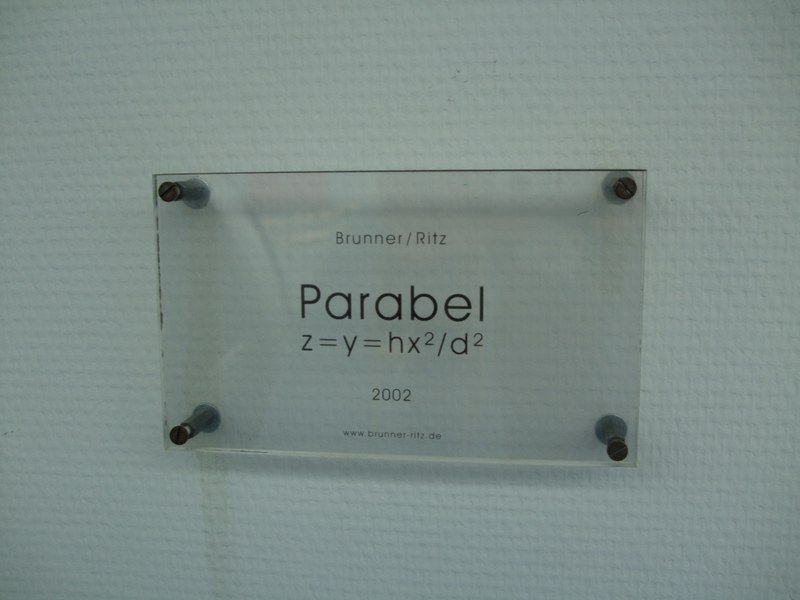 Brunner/Ritz
Parabel
z=y=hx²/d²
2002
www.brunner-ritz.de